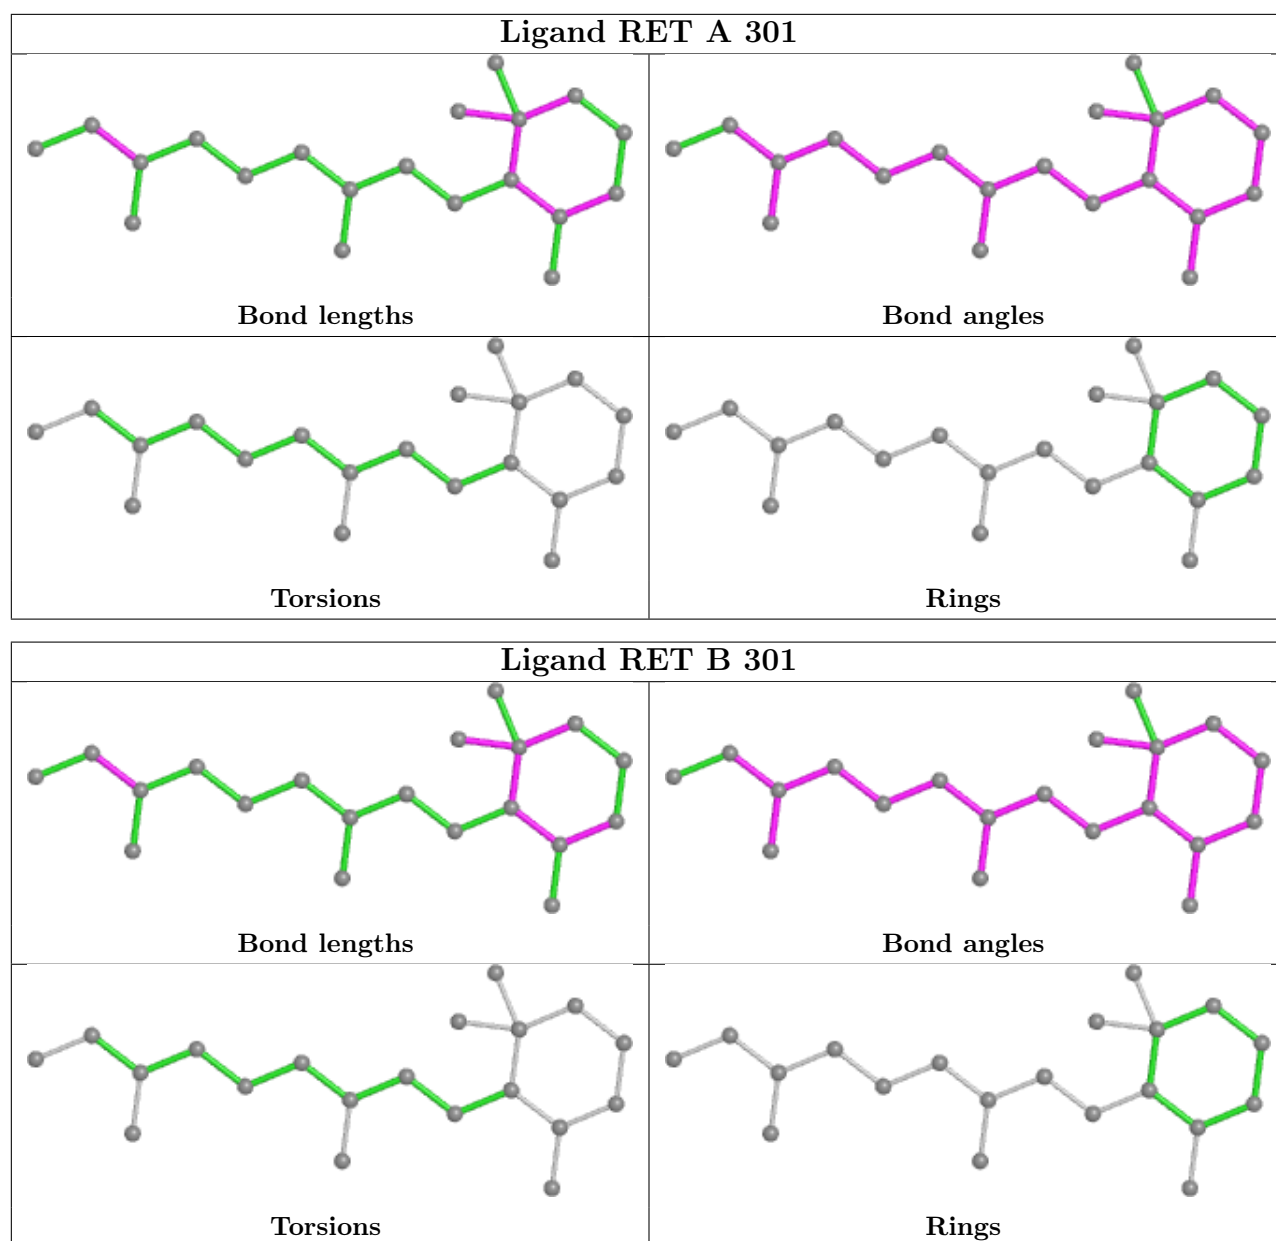 Ligand RET A 301
Bond lengths
Bond angles
Torsions
Rings
Ligand RET B 301
Bond lengths
Bond angles
Torsions
Rings